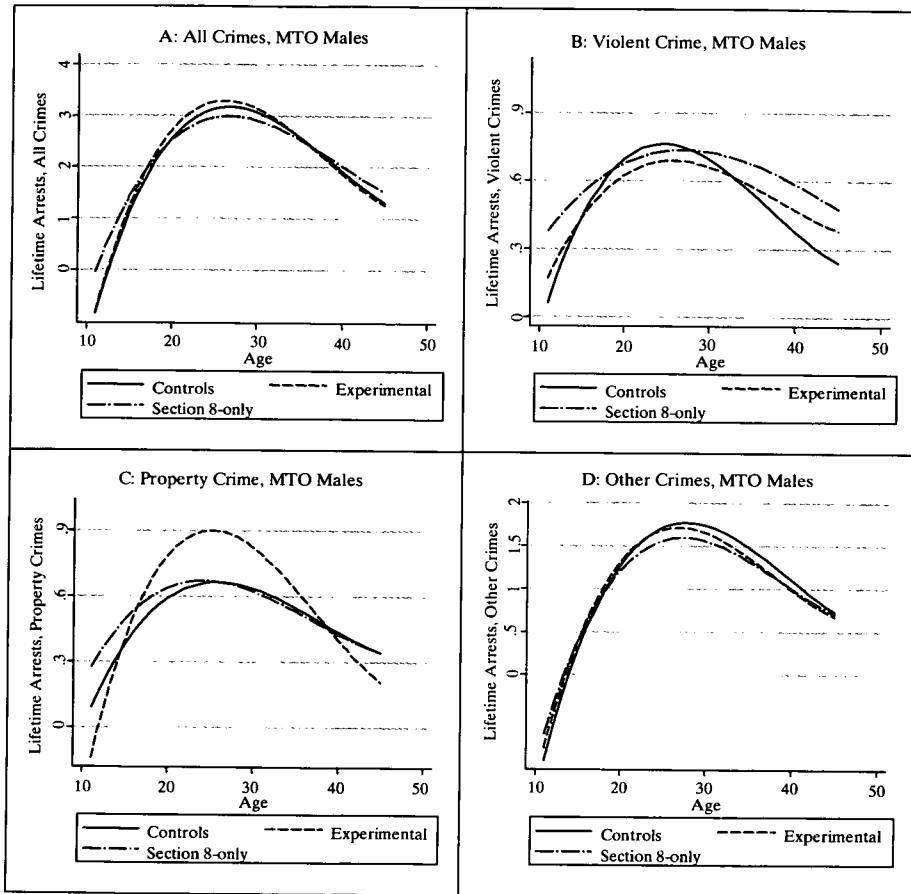 A: All Crimes, MTO Males
Lifetime Arrests, All Crimes
4
3
2
1
0
10 20 30 40 50
Age
Controls Experimental
Section 8-only
B: Violent Crime, MTO Males
Lifetime Arrests, Violent Crimes
.9
.6
.3
0
10 20 30 40 50
Age
Controls Experimental
Section 8-only
C: Property Crime, MTO Males
Lifetime Arrests, Property Crimes
.9
.6
.3
0
10 20 30 40 50
Age
Controls Experimental
Section 8-only
D: Other Crimes, MTO Males
Lifetime Arrests, Other Crimes
2
1.5
1
.5
0
10 20 30 40 50
Age
Controls Experimental
Section 8-only